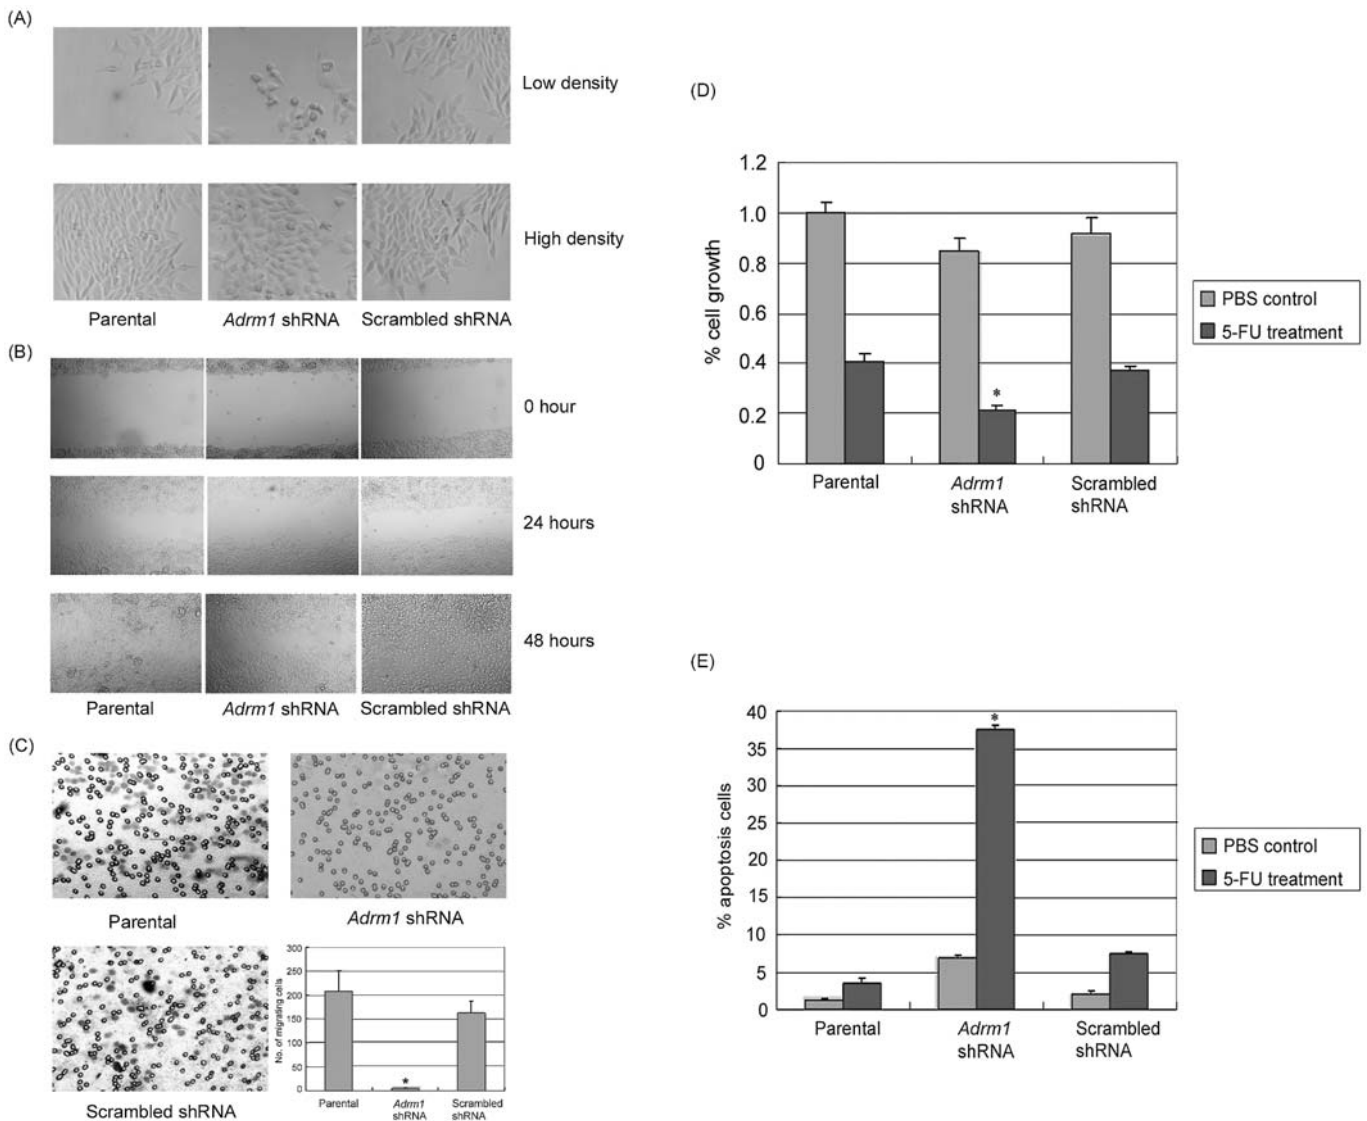 (A)
Low density
High density
Parental
Adrm1 shRNA
Scrambled shRNA
(B)
0 hour
24 hours
48 hours
Parental
Adrm1 shRNA
Scrambled shRNA
(C)
Parental
Adrm1 shRNA
Scrambled shRNA
No. of migrating cells
300
250
200
150
100
50
0
*
Parental
Adrm1
shRNA
Scrambled
shRNA
(D)
% cell growth
1.2
1.0
0.8
0.6
0.4
0.2
0
*
Parental
Adrm1
shRNA
Scrambled
shRNA
PBS control
5-FU treatment
(E)
% apoptosis cells
40
35
30
25
20
15
10
5
0
*
Parental
Adrm1
shRNA
Scrambled
shRNA
PBS control
5-FU treatment